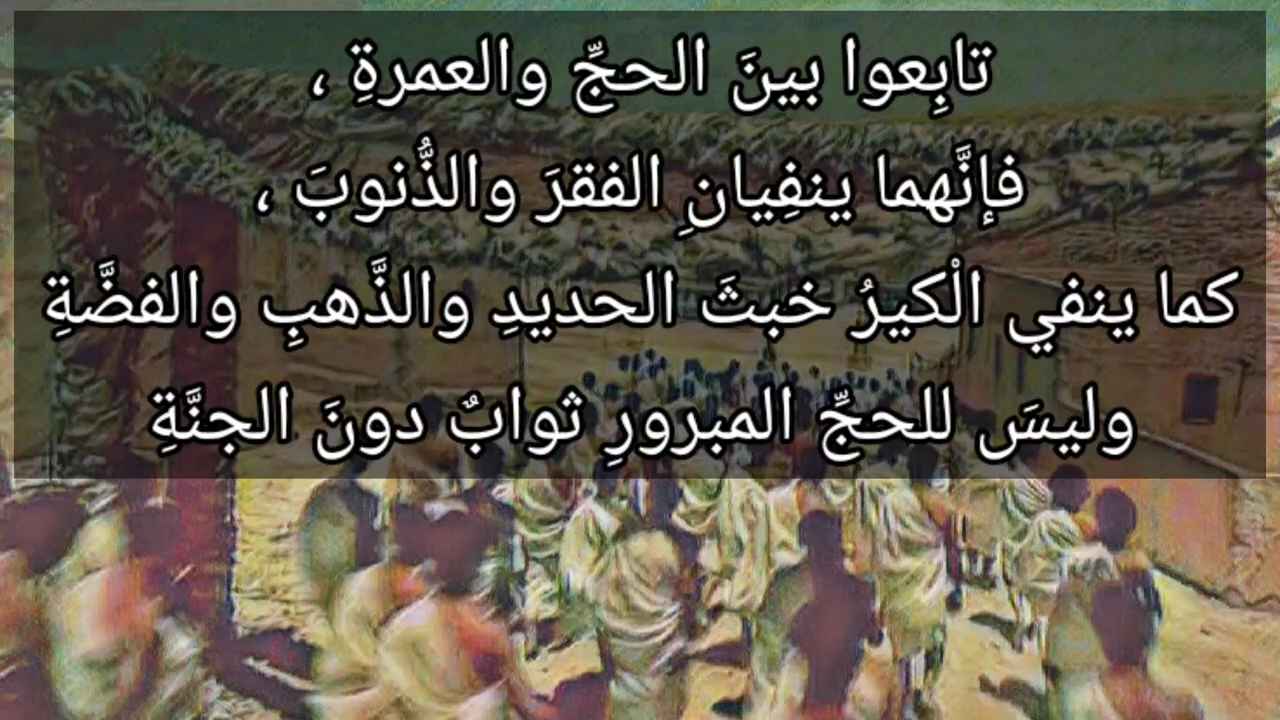 تابِعوا بينَ الحجِّ والعمرةِ ،
فإنَّهما ينفِيانِ الفقرَ والذُّنوبَ ،
كما ينفي الْكيرُ خبثَ الحديدِ والذَّهبِ والفضَّةِ
وليسَ للحجِّ المبرورِ ثوابٌ دونَ الجنَّةِ